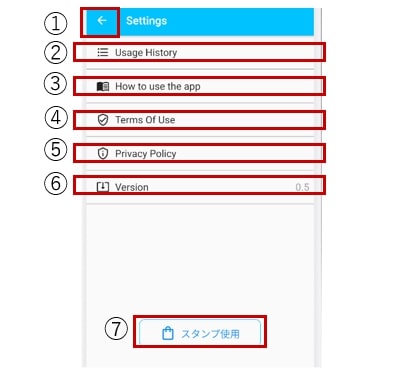 ① Settings
② Usage History
③ How to use the app
④ Terms Of Use
⑤ Privacy Policy
⑥ Version 0.5
⑦ スタンプ使用